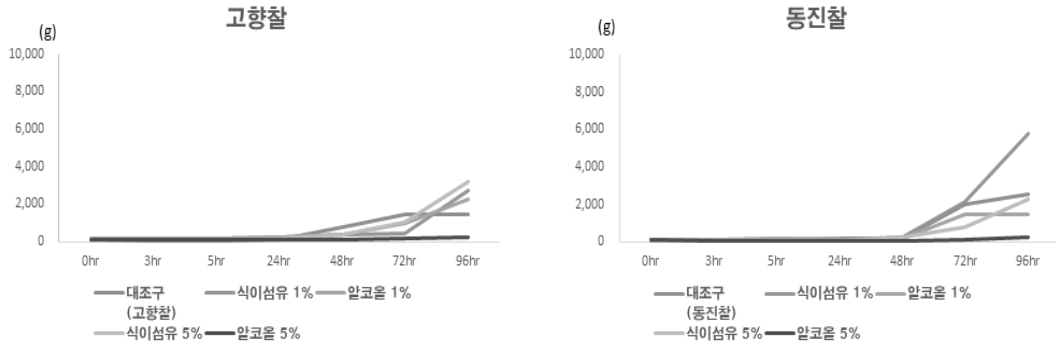 고향찰
(g)
10,000
8,000
6,000
4,000
2,000
0
0hr 3hr 5hr 24hr 48hr 72hr 96hr
대조구 식이섬유 1% 알코올 1%
(고향찰)
식이섬유 5% 알코올 5%
동진찰
(g)
10,000
8,000
6,000
4,000
2,000
0
0hr 3hr 5hr 24hr 48hr 72hr 96hr
대조구 식이섬유 1% 알코올 1%
(동진찰)
식이섬유 5% 알코올 5%